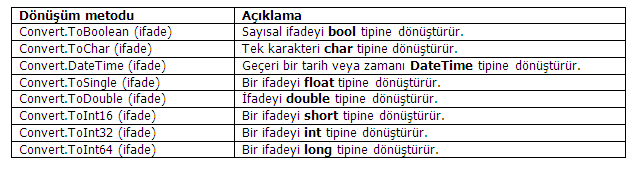 Dönüşüm metodu Açıklama
Convert.ToBoolean (ifade) Sayısal ifadeyi bool tipine dönüştürür.
Convert.ToChar (ifade) Tek karakteri char tipine dönüştürür.
Convert.DateTime (ifade) Geçeri bir tarih veya zamanı DateTime tipine dönüştürür.
Convert.ToSingle (ifade) Bir ifadeyi float tipine dönüştürür.
Convert.ToDouble (ifade) İfadeyi double tipine dönüştürür.
Convert.ToInt16 (ifade) Bir ifadeyi short tipine dönüştürür.
Convert.ToInt32 (ifade) Bir ifadeyi int tipine dönüştürür.
Convert.ToInt64 (ifade) Bir ifadeyi long tipine dönüştürür.